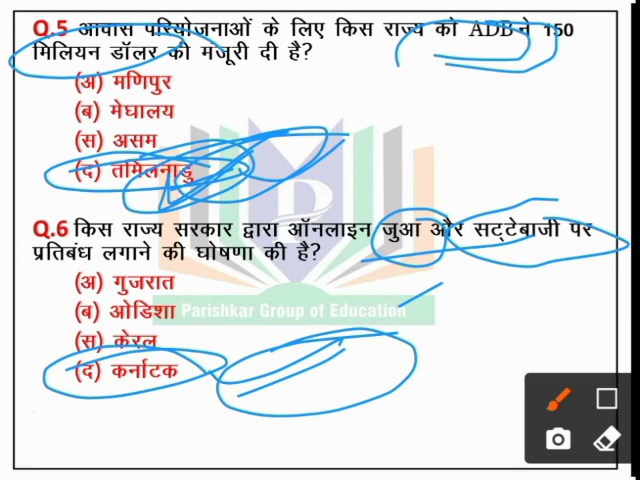 Q.5 आवास परियोजनाओं के लिए किस राज्य को ADB ने 150
मिलियन डॉलर की मजूरी दी है?
(अ) मणिपुर
(ब) मेघालय
(स) असम
(द) तमिलनाडु
Q.6 किस राज्य सरकार द्वारा ऑनलाइन जुआ और सट्टेबाजी पर
प्रतिबंध लगाने की घोषणा की है?
(अ) गुजरात
(ब) ओडिशा
Parishkar Group of Education
(स) केरल
(द) कर्नाटक